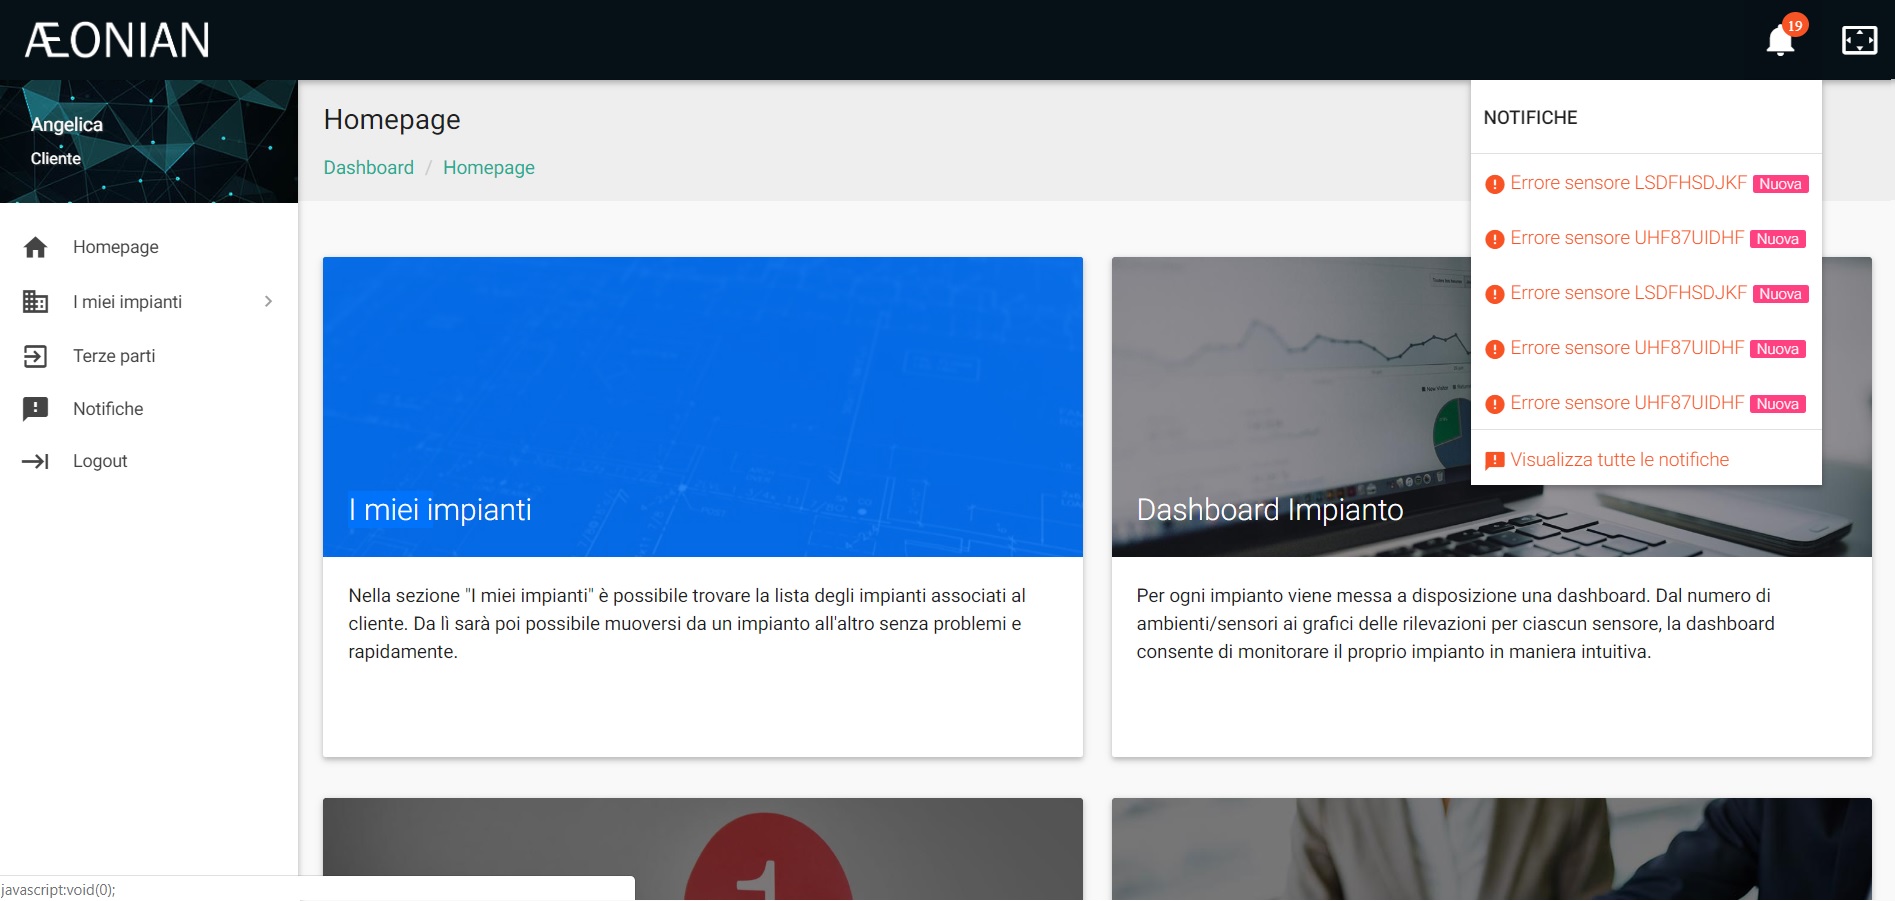 ÆONIAN
19
Angelica
Cliente
Homepage
I miei impianti
Terze parti
Notifiche
Logout
Homepage
Dashboard / Homepage
NOTIFICHE
Errore sensore LSDFHSDJKF Nuova
Errore sensore UHF87UIDHF Nuova
Errore sensore LSDFHSDJKF Nuova
Errore sensore UHF87UIDHF Nuova
Errore sensore UHF87UIDHF Nuova
Visualizza tutte le notifiche
I miei impianti
Nella sezione "I miei impianti" è possibile trovare la lista degli impianti associati al
cliente. Da lì sarà poi possibile muoversi da un impianto all'altro senza problemi e
rapidamente.
Dashboard Impianto
Per ogni impianto viene messa a disposizione una dashboard. Dal numero di
ambienti/sensori ai grafici delle rilevazioni per ciascun sensore, la dashboard
consente di monitorare il proprio impianto in maniera intuitiva.
1
javascript:void(0);